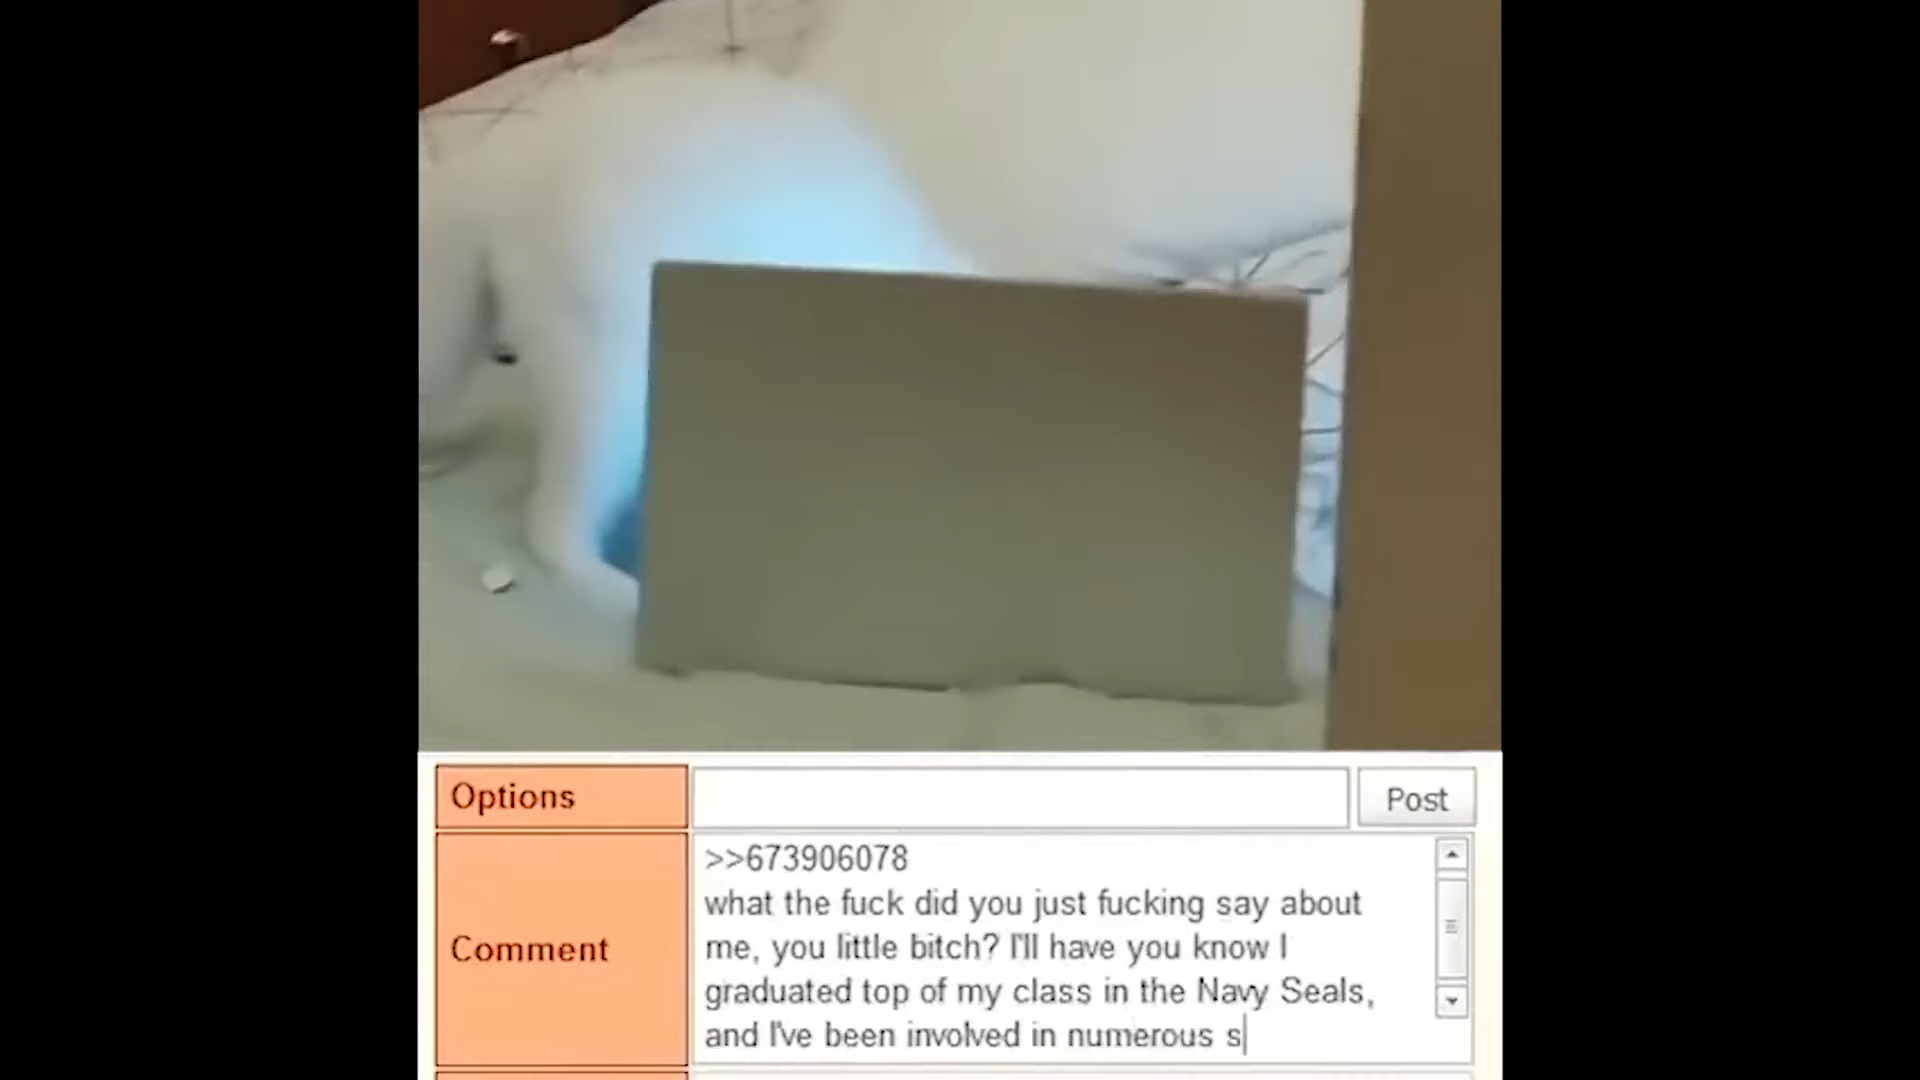 Options
Post
Comment
>>673906078
what the fuck did you just fucking say about
me, you little bitch? I'll have you know I
graduated top of my class in the Navy Seals,
and I've been involved in numerous s